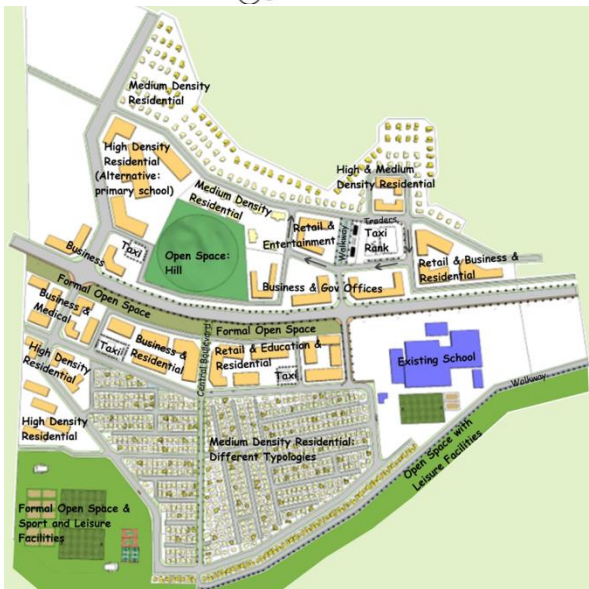 Medium Density
Residential
High Density
Residential
(Alternative:
primary school)
High & Medium
Density Residential
Medium Density
Residential
Traders
Retail &
Entertainment
Walkway
Taxi
Rank
Business
Taxi
Open Space:
Hill
Retail & Business &
Residential
Business & Gov Offices
Formal Open Space
Business &
Medical
Formal Open Space
Taxi
Business &
Residential
Central Boulevard
Retail & Education &
Residential
Taxi
Existing School
High Density
Residential
Walkway
High Density
Residential
Medium Density Residential:
Different Typologies
Open Space with
Leisure Facilities
Formal Open Space &
Sport and Leisure
Facilities